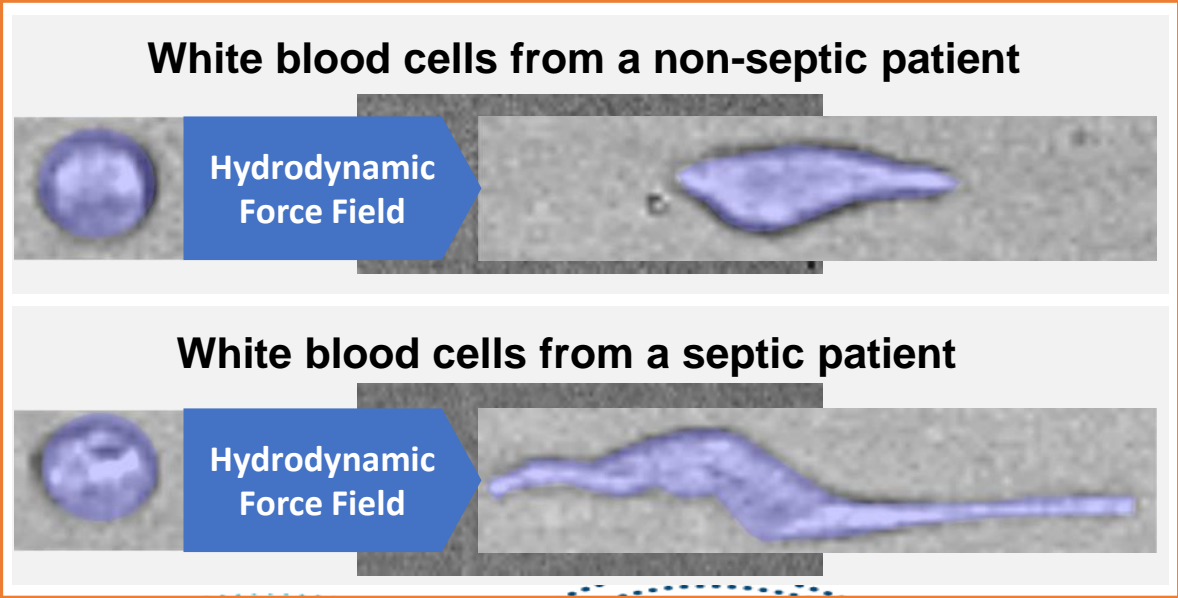 White blood cells from a non-septic patient
Hydrodynamic
Force Field
White blood cells from a septic patient
Hydrodynamic
Force Field